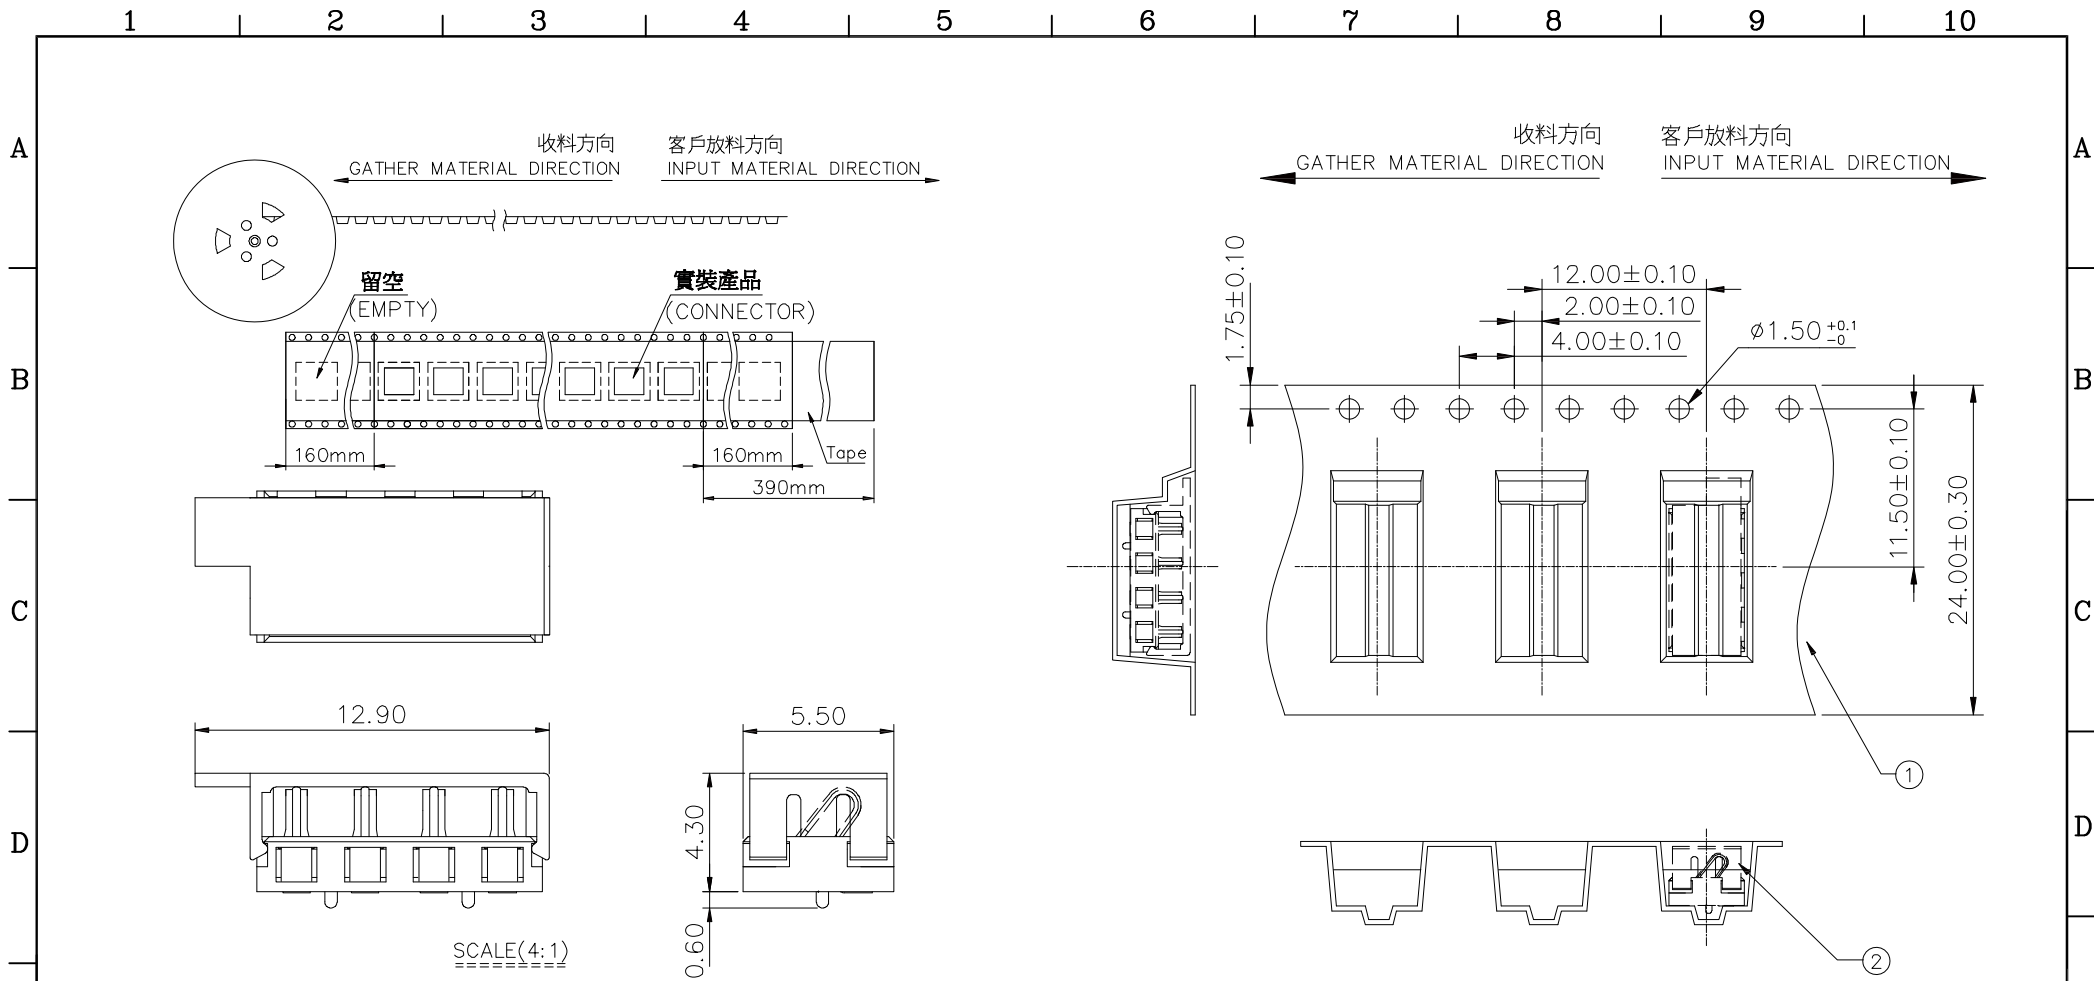 1 2 3 4 5 6 7 8 9 10
A
A
收料方向 客戶放料方向
GATHER MATERIAL DIRECTION INPUT MATERIAL DIRECTION
收料方向 客戶放料方向
GATHER MATERIAL DIRECTION INPUT MATERIAL DIRECTION
留空
(EMPTY)
實裝產品
(CONNECTOR)
160mm
160mm
Tape
390mm
B
B
1.75±0.10
12.00±0.10
2.00±0.10
4.00±0.10
ø1.50 +0.1
-0
11.50±0.10
24.00±0.30
C
C
12.90
5.50
4.30
0.60
SCALE(4:1)
1
2
D
D